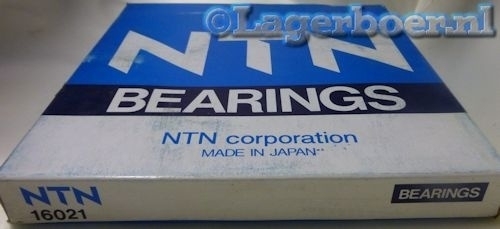 ©Lagerboer.nl
NTN
BEARINGS
NTN corporation
MADE IN JAPAN
NTN
BEARINGS
16021